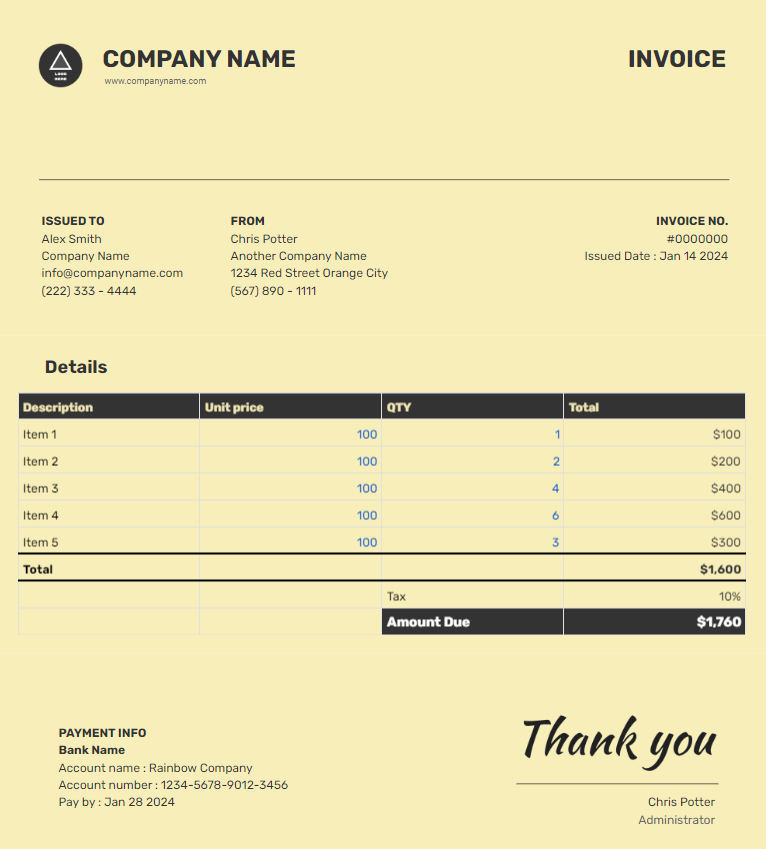 LOGO
HERE
COMPANY NAME
www.companyname.com
INVOICE
ISSUED TO
Alex Smith
Company Name
info@companyname.com
(222) 333 - 4444
FROM
Chris Potter
Another Company Name
1234 Red Street Orange City
(567) 890 - 1111
INVOICE NO.
#0000000
Issued Date : Jan 14 2024
Details
Description Unit price QTY Total
Item 1 100 1 $100
Item 2 100 2 $200
Item 3 100 4 $400
Item 4 100 6 $600
Item 5 100 3 $300
Total $1,600
Tax 10%
Amount Due $1,760
PAYMENT INFO
Bank Name
Account name : Rainbow Company
Account number : 1234-5678-9012-3456
Pay by : Jan 28 2024
Thank you
Chris Potter
Administrator